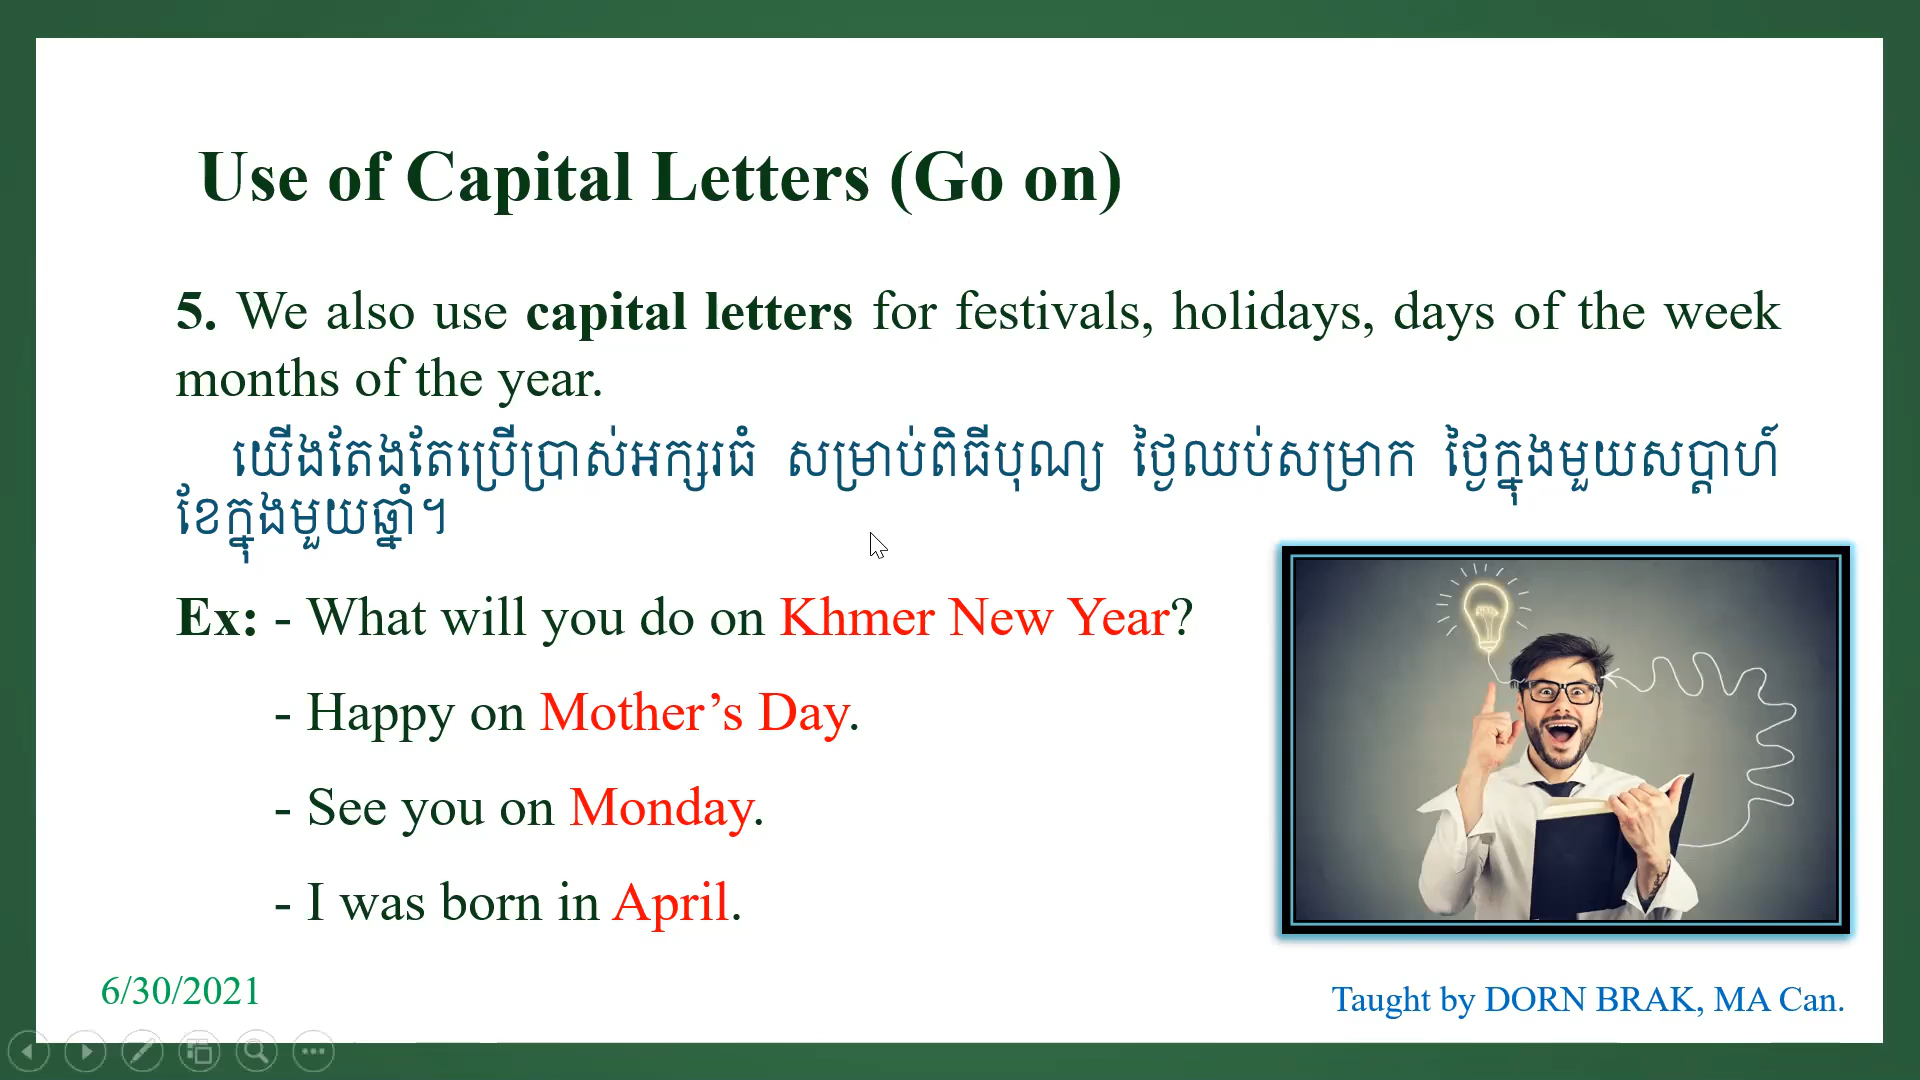 Use of Capital Letters (Go on)
5. We also use capital letters for festivals, holidays, days of the week
months of the year.
យើងតែងតែប្រើប្រាស់អក្សរធំ សម្រាប់ពិធីបុណ្យ ថ្ងៃឈប់សម្រាក ថ្ងៃក្នុងមួយសប្ដាហ៍
ខែក្នុងមួយឆ្នាំ។
Ex: - What will you do on Khmer New Year?
- Happy on Mother’s Day.
- See you on Monday.
- I was born in April.
6/30/2021
Taught by DORN BRAK, MA Can.